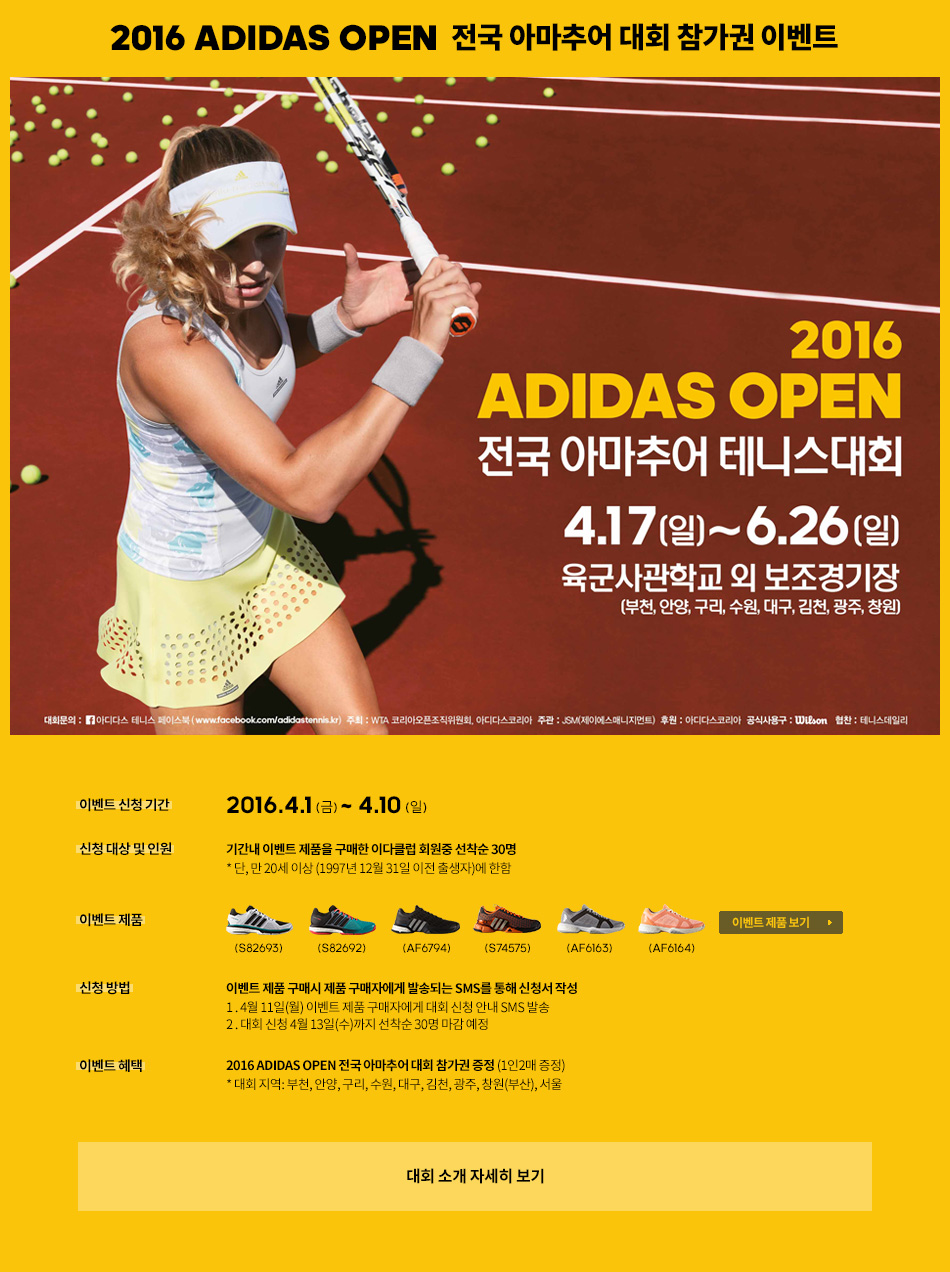 2016 ADIDAS OPEN 전국 아마추어 대회 참가권 이벤트
2016
ADIDAS OPEN
전국 아마추어 테니스대회
4.17(일)~6.26(일)
육군사관학교 외 보조경기장
(부천, 안양, 구리, 수원, 대구, 김천, 광주, 창원)
대회문의 : 아디다스 테니스 페이스북 ( www.facebook.com/adidastennis.kr) 주최 : WTA 코리아오픈조직위원회, 아디다스코리아 주관 : JSM(제이에스매니지먼트) 후원 : 아디다스코리아 공식사용구 : Wilson 협찬 : 테니스데일리
이벤트 신청 기간
2016.4.1 (금) ~ 4.10 (일)
신청 대상 및 인원
기간내 이벤트 제품을 구매한 이다클럽 회원중 선착순 30명
* 단, 만 20세 이상 (1997년 12월 31일 이전 출생자)에 한함
이벤트 제품
이벤트 제품 보기
(S82693) (S82692) (AF6794) (S74575) (AF6163) (AF6164)
신청 방법
이벤트 제품 구매시 제품 구매자에게 발송되는 SMS를 통해 신청서 작성
1 . 4월 11일(월) 이벤트 제품 구매자에게 대회 신청 안내 SMS 발송
2 . 대회 신청 4월 13일(수)까지 선착순 30명 마감 예정
이벤트 혜택
2016 ADIDAS OPEN 전국 아마추어 대회 참가권 증정 (1인2매 증정)
* 대회 지역: 부천, 안양, 구리, 수원, 대구, 김천, 광주, 창원(부산), 서울
대회 소개 자세히 보기